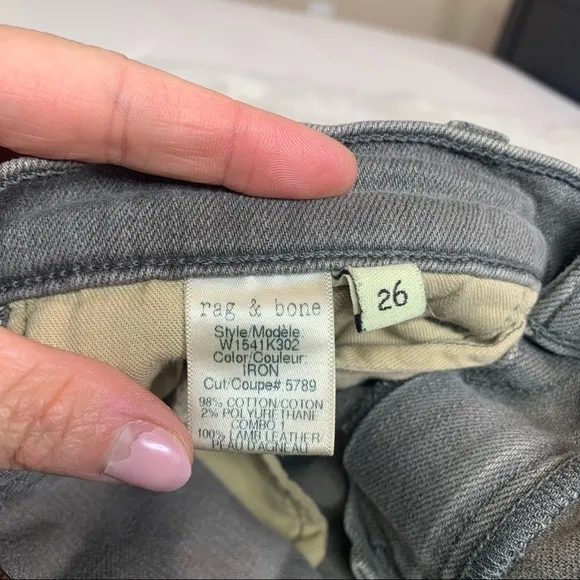 rag & bone
Style/Modèle
W1541K302
Color/Couleur:
IRON
Cut/Coupe# 5789
98% COTTON/COTON
2% POLYURETHANE
COMBO 1
100% LAMB LEATHER/
D'AGNEAU
26